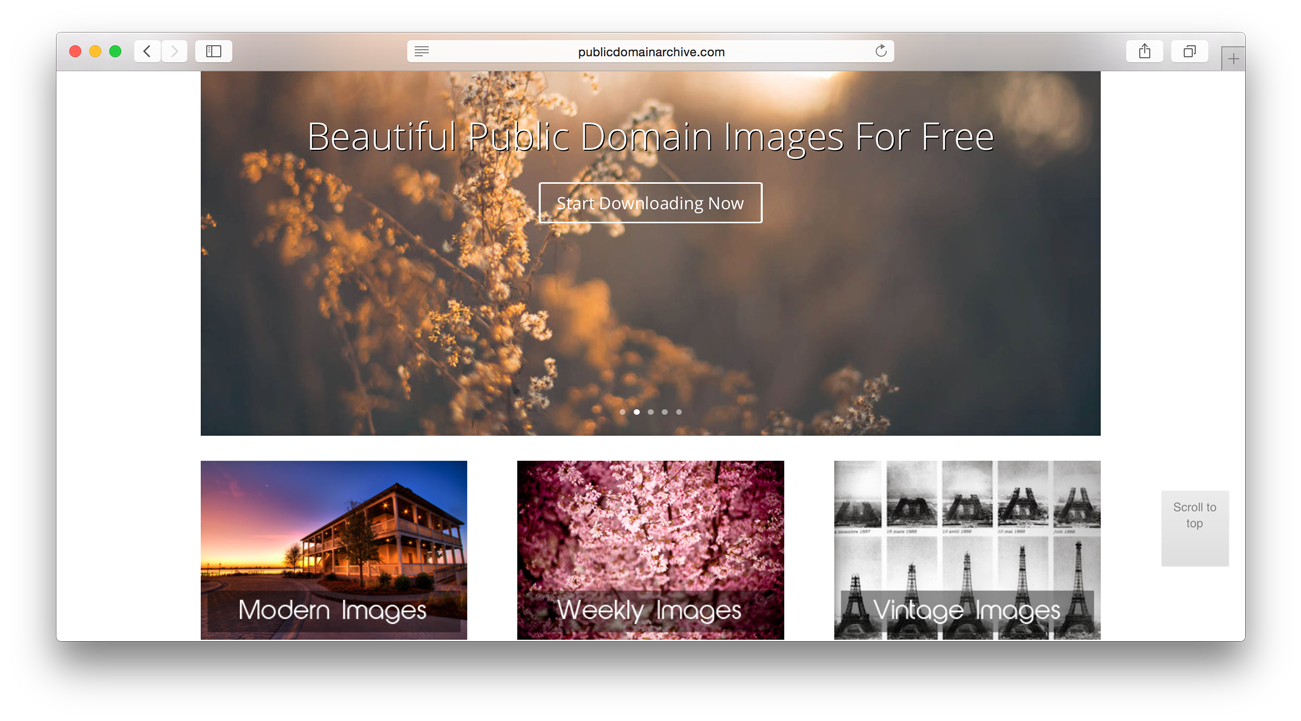 publicdomainarchive.com
Beautiful Public Domain Images For Free
Start Downloading Now
Scroll to
top
Modern Images
Weekly Images
Vintage Images